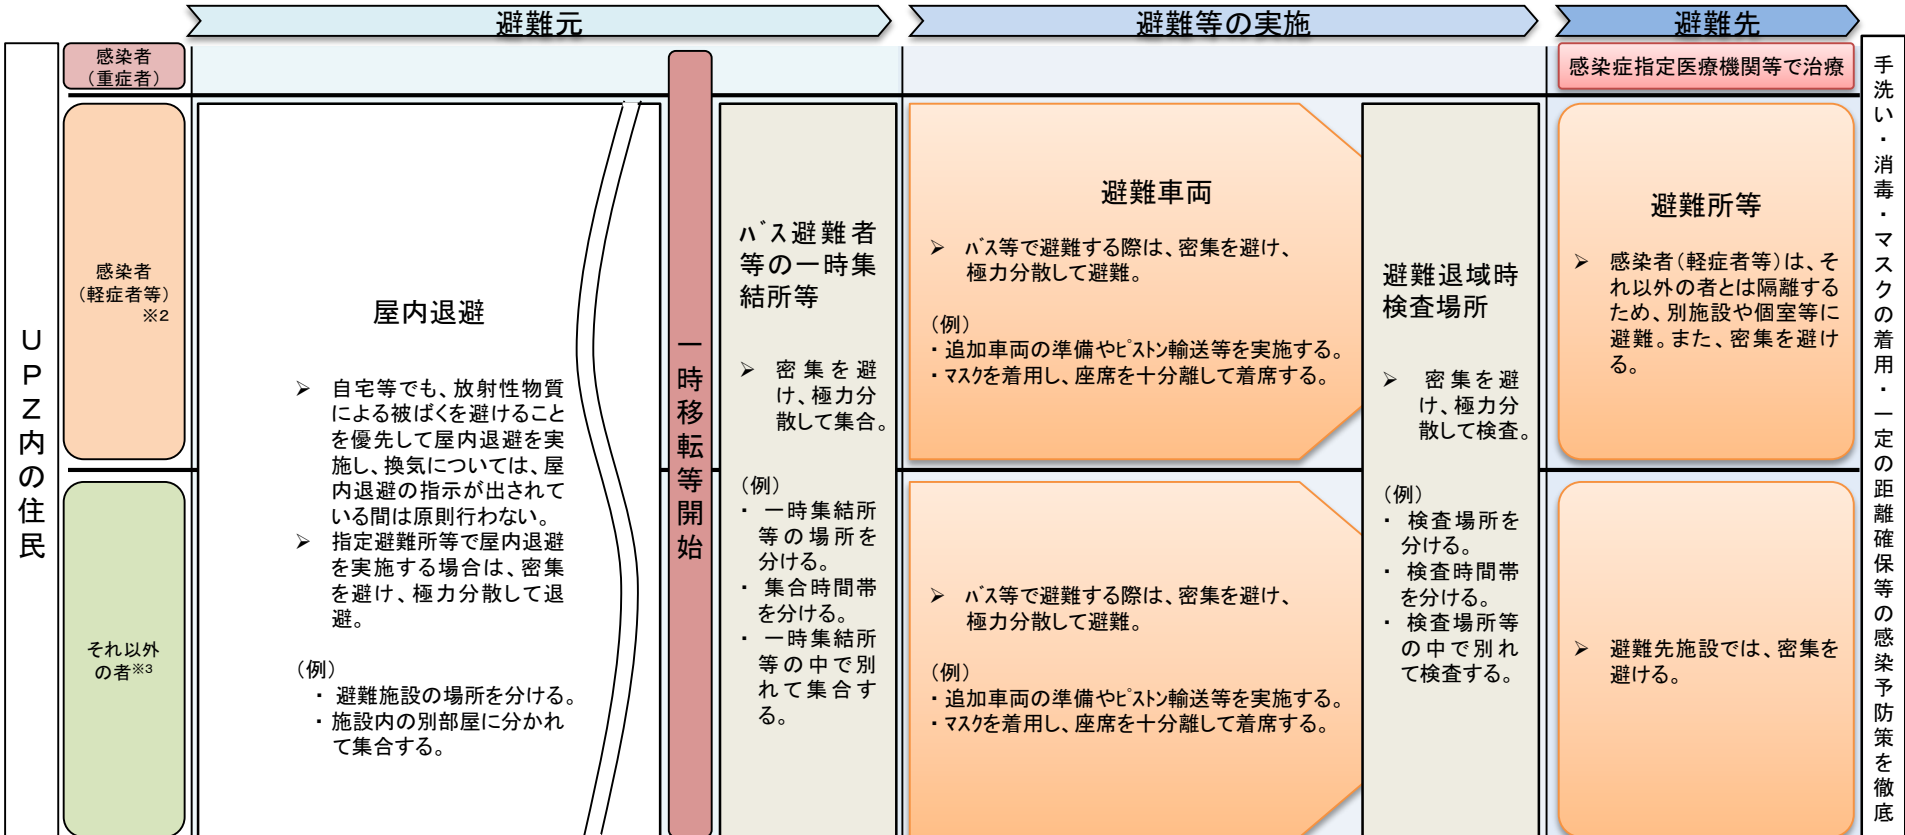 避難元
避難等の実施
避難先
UPZ内の住民
感染者
（重症者）
感染症指定医療機関等で治療
感染者
（軽症者等）
※2
それ以外
の者※3
屋内退避
➢ 自宅等でも、放射性物質
による被ばくを避けること
を優先して屋内退避を実
施し、換気については、屋
内退避の指示が出されて
いる間は原則行わない。
➢ 指定避難所等で屋内退避
を実施する場合は、密集
を避け、極力分散して退
避。
（例）
・ 避難施設の場所を分ける。
・施設内の別部屋に分かれ
て集合する。
一時移転等開始
バス避難者
等の一時集
結所等
➢ 密集を避
け、極力分
散して集合。
（例）
・ 一時集結所
等の場所を
分ける。
・ 集合時間帯
を分ける。
・ 一時集結所
等の中で別
れて集合す
る。
避難車両
➢ バス等で避難する際は、密集を避け、
極力分散して避難。
（例）
・追加車両の準備やピストン輸送等を実施する。
・マスクを着用し、座席を十分離して着席する。
➢ バス等で避難する際は、密集を避け、
極力分散して避難。
（例）
・追加車両の準備やピストン輸送等を実施する。
・マスクを着用し、座席を十分離して着席する。
避難退域時
検査場所
➢ 密集を避
け、極力分
散して検査。
（例）
・ 検査場所を
分ける。
・ 検査時間帯
を分ける。
・ 検査場所等
の中で別れ
て検査する。
避難所等
➢ 感染者（軽症者等）は、そ
れ以外の者とは隔離する
ため、別施設や個室等に
避難。また、密集を避け
る。
➢ 避難先施設では、密集を
避ける。
手洗い・消毒・マスクの着用・一定の距離確保等の感染予防策を徹底